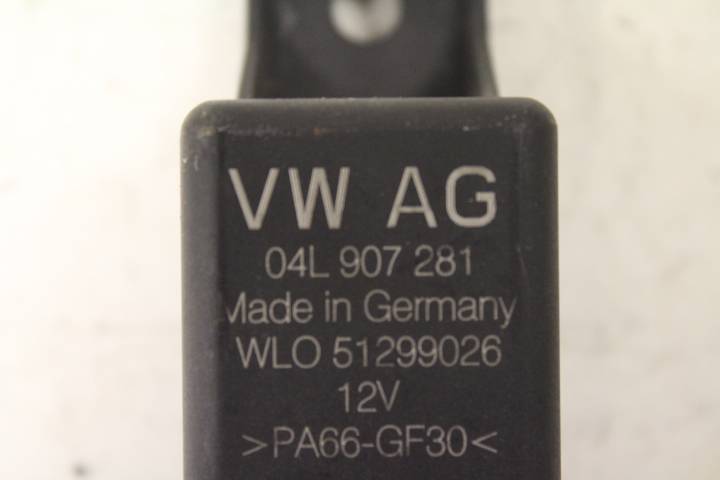 VW AG
04L 907 281
Made in Germany
WLO 51299026
12V
>PA66-GF30<